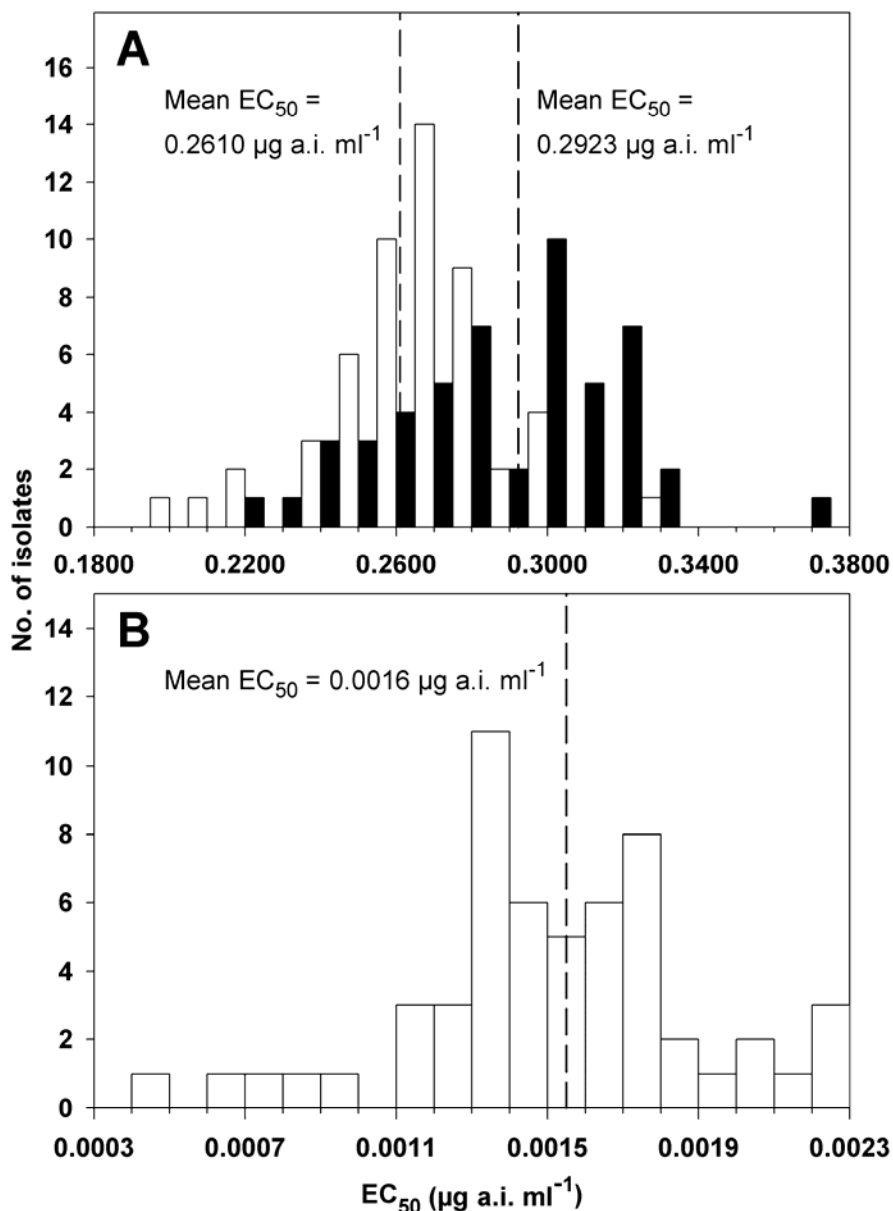 A
Mean EC₅₀ =
0.2610 µg a.i. ml⁻¹
Mean EC₅₀ =
0.2923 µg a.i. ml⁻¹
16
14
12
10
8
6
4
2
0
0.1800 0.2200 0.2600 0.3000 0.3400 0.3800
No. of isolates
B
Mean EC₅₀ = 0.0016 µg a.i. ml⁻¹
14
12
10
8
6
4
2
0
0.0003 0.0007 0.0011 0.0015 0.0019 0.0023
EC₅₀ (µg a.i. ml⁻¹)